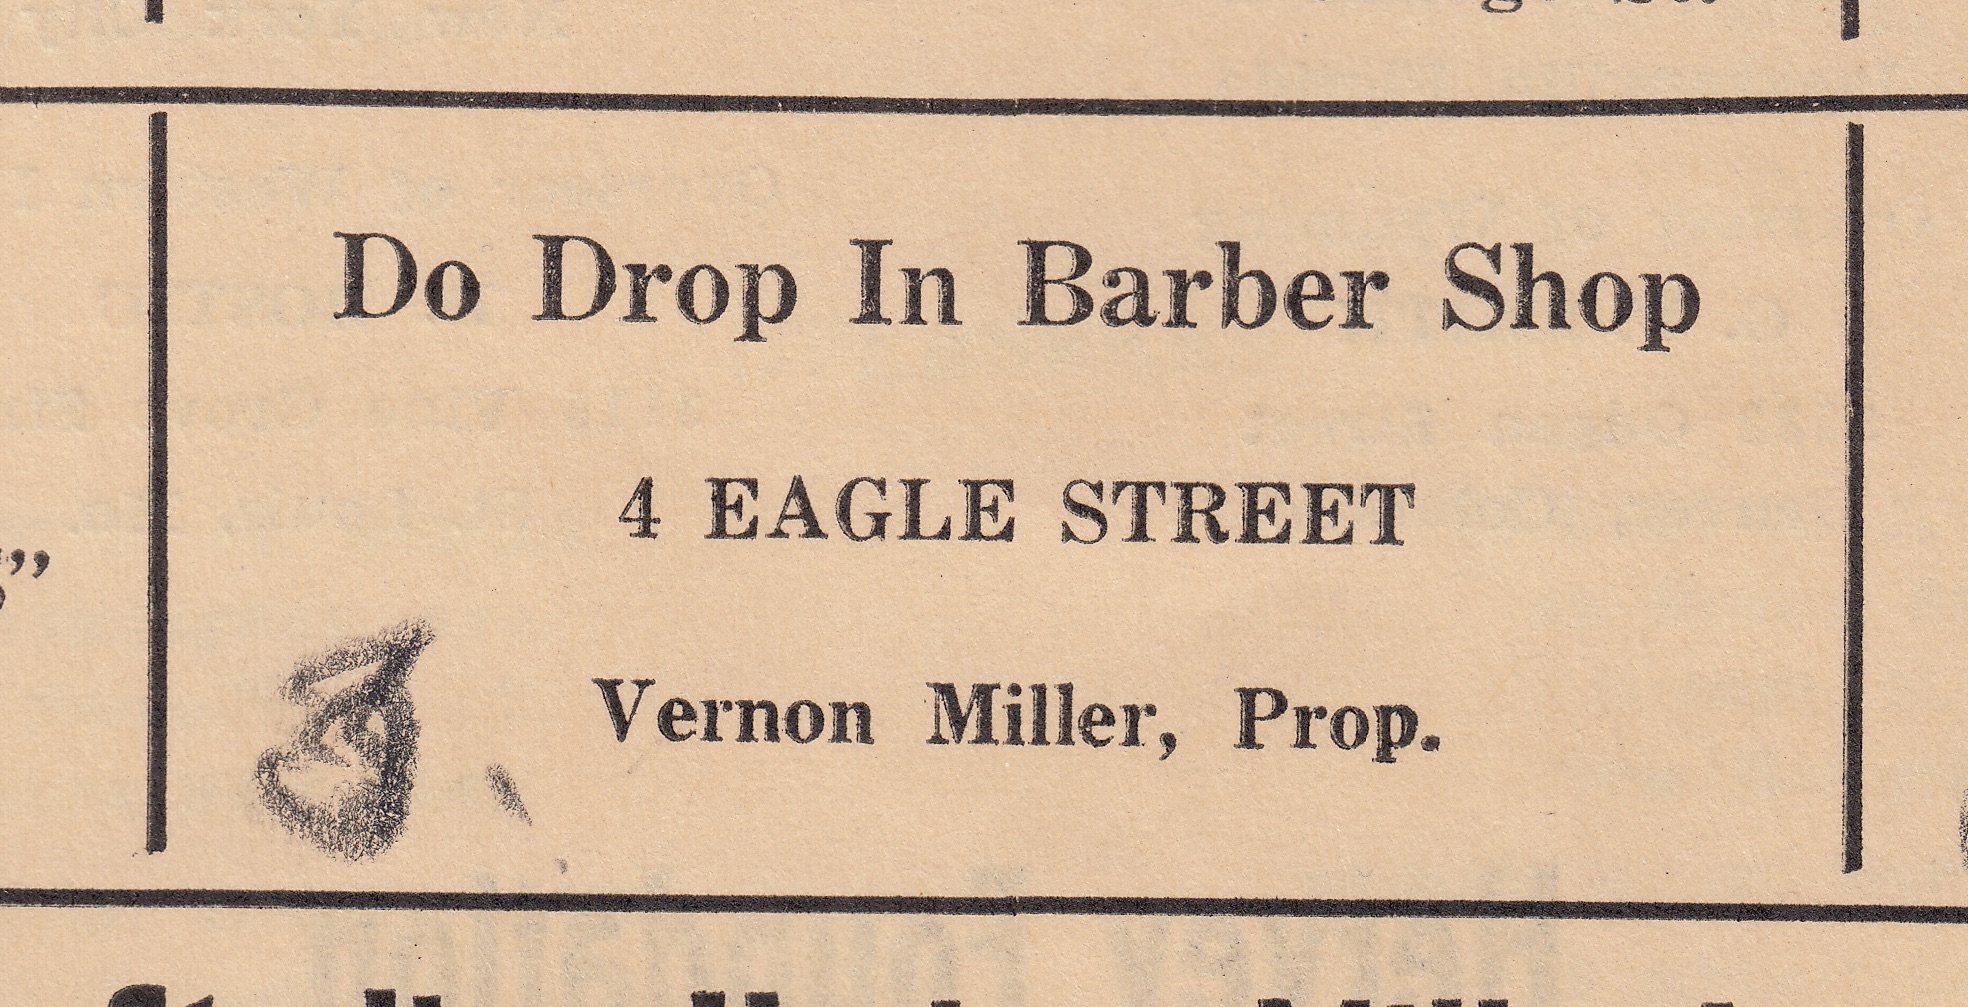 Do Drop In Barber Shop
4 EAGLE STREET
Vernon Miller, Prop.